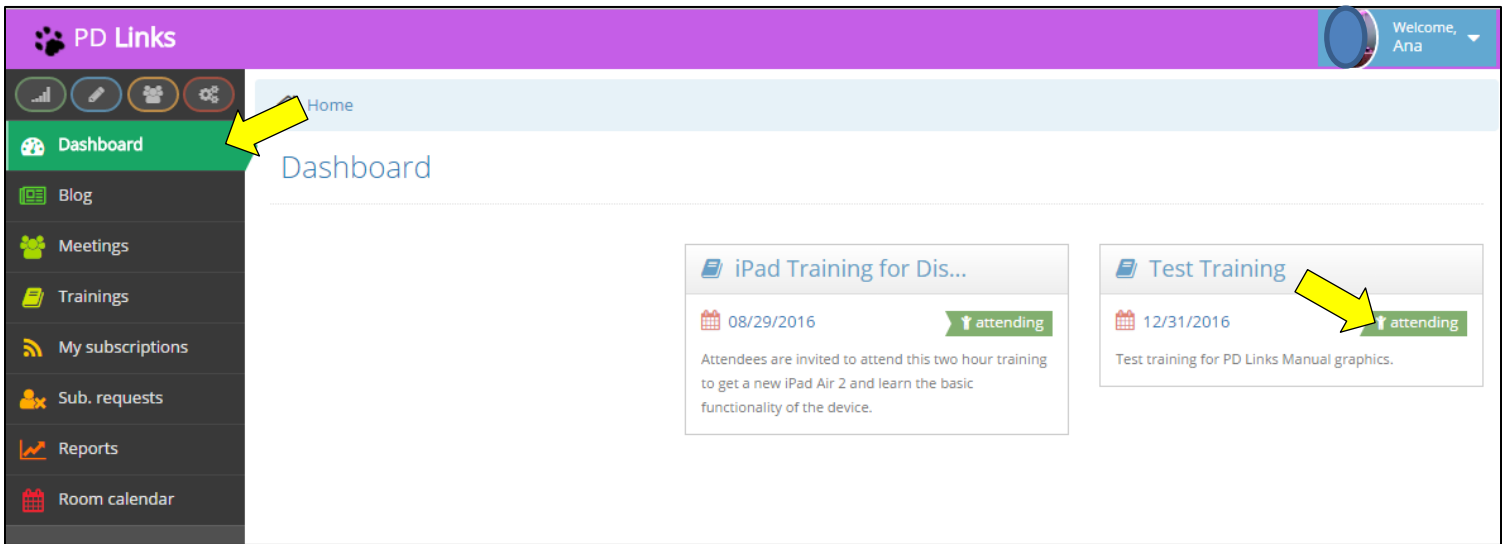 PD Links
Welcome,
Ana
Home
Dashboard
Blog
Meetings
Trainings
My subscriptions
Sub. requests
Reports
Room calendar
Dashboard
iPad Training for Dis...
08/29/2016
attending
Attendees are invited to attend this two hour training
to get a new iPad Air 2 and learn the basic
functionality of the device.
Test Training
12/31/2016
attending
Test training for PD Links Manual graphics.